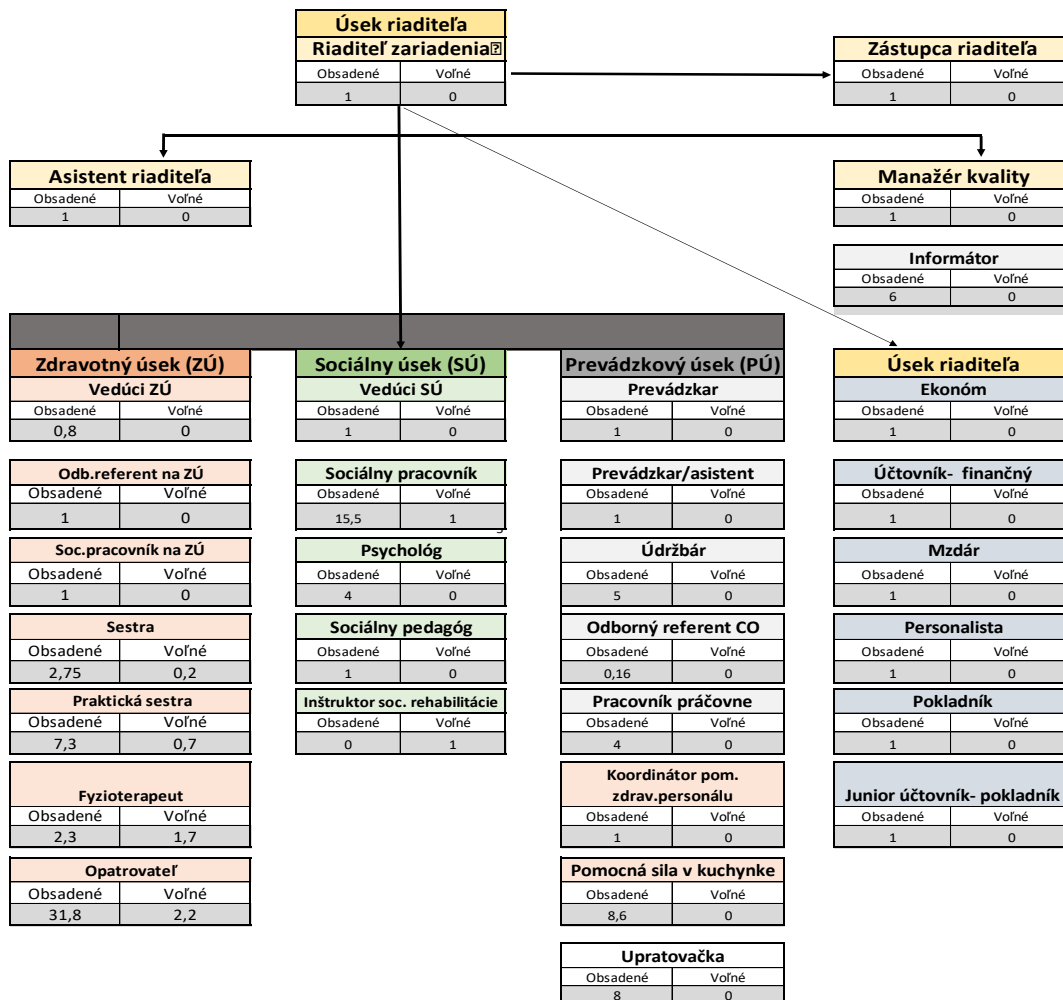 Úsek riaditeľa
Riaditeľ zariadenia
Obsadené Voľné
1 0
Zástupca riaditeľa
Obsadené Voľné
1 0
Asistent riaditeľa
Obsadené Voľné
1 0
Manažér kvality
Obsadené Voľné
1 0
Informátor
Obsadené Voľné
6 0
Zdravotný úsek (ZÚ)
Vedúci ZÚ
Obsadené Voľné
0,8 0
Odb.referent na ZÚ
Obsadené Voľné
1 0
Soc.pracovník na ZÚ
Obsadené Voľné
1 0
Sestra
Obsadené Voľné
2,75 0,2
Praktická sestra
Obsadené Voľné
7,3 0,7
Fyzioterapeut
Obsadené Voľné
2,3 1,7
Opatrovateľ
Obsadené Voľné
31,8 2,2
Sociálny úsek (SÚ)
Vedúci SÚ
Obsadené Voľné
1 0
Sociálny pracovník
Obsadené Voľné
15,5 1
Psychológ
Obsadené Voľné
4 0
Sociálny pedagóg
Obsadené Voľné
1 0
Inštruktor soc. rehabilitácie
Obsadené Voľné
0 1
Prevádzkový úsek (PÚ)
Prevádzkar
Obsadené Voľné
1 0
Prevádzkar/asistent
Obsadené Voľné
1 0
Údržbár
Obsadené Voľné
5 0
Odborný referent CO
Obsadené Voľné
0,16 0
Pracovník práčovne
Obsadené Voľné
4 0
Koordinátor pom.
zdrav.personálu
Obsadené Voľné
1 0
Pomocná sila v kuchynke
Obsadené Voľné
8,6 0
Upratovačka
Obsadené Voľné
8 0
Úsek riaditeľa
Ekonóm
Obsadené Voľné
1 0
Účtovník- finančný
Obsadené Voľné
1 0
Mzdár
Obsadené Voľné
1 0
Personalista
Obsadené Voľné
1 0
Pokladník
Obsadené Voľné
1 0
Junior účtovník- pokladník
Obsadené Voľné
1 0